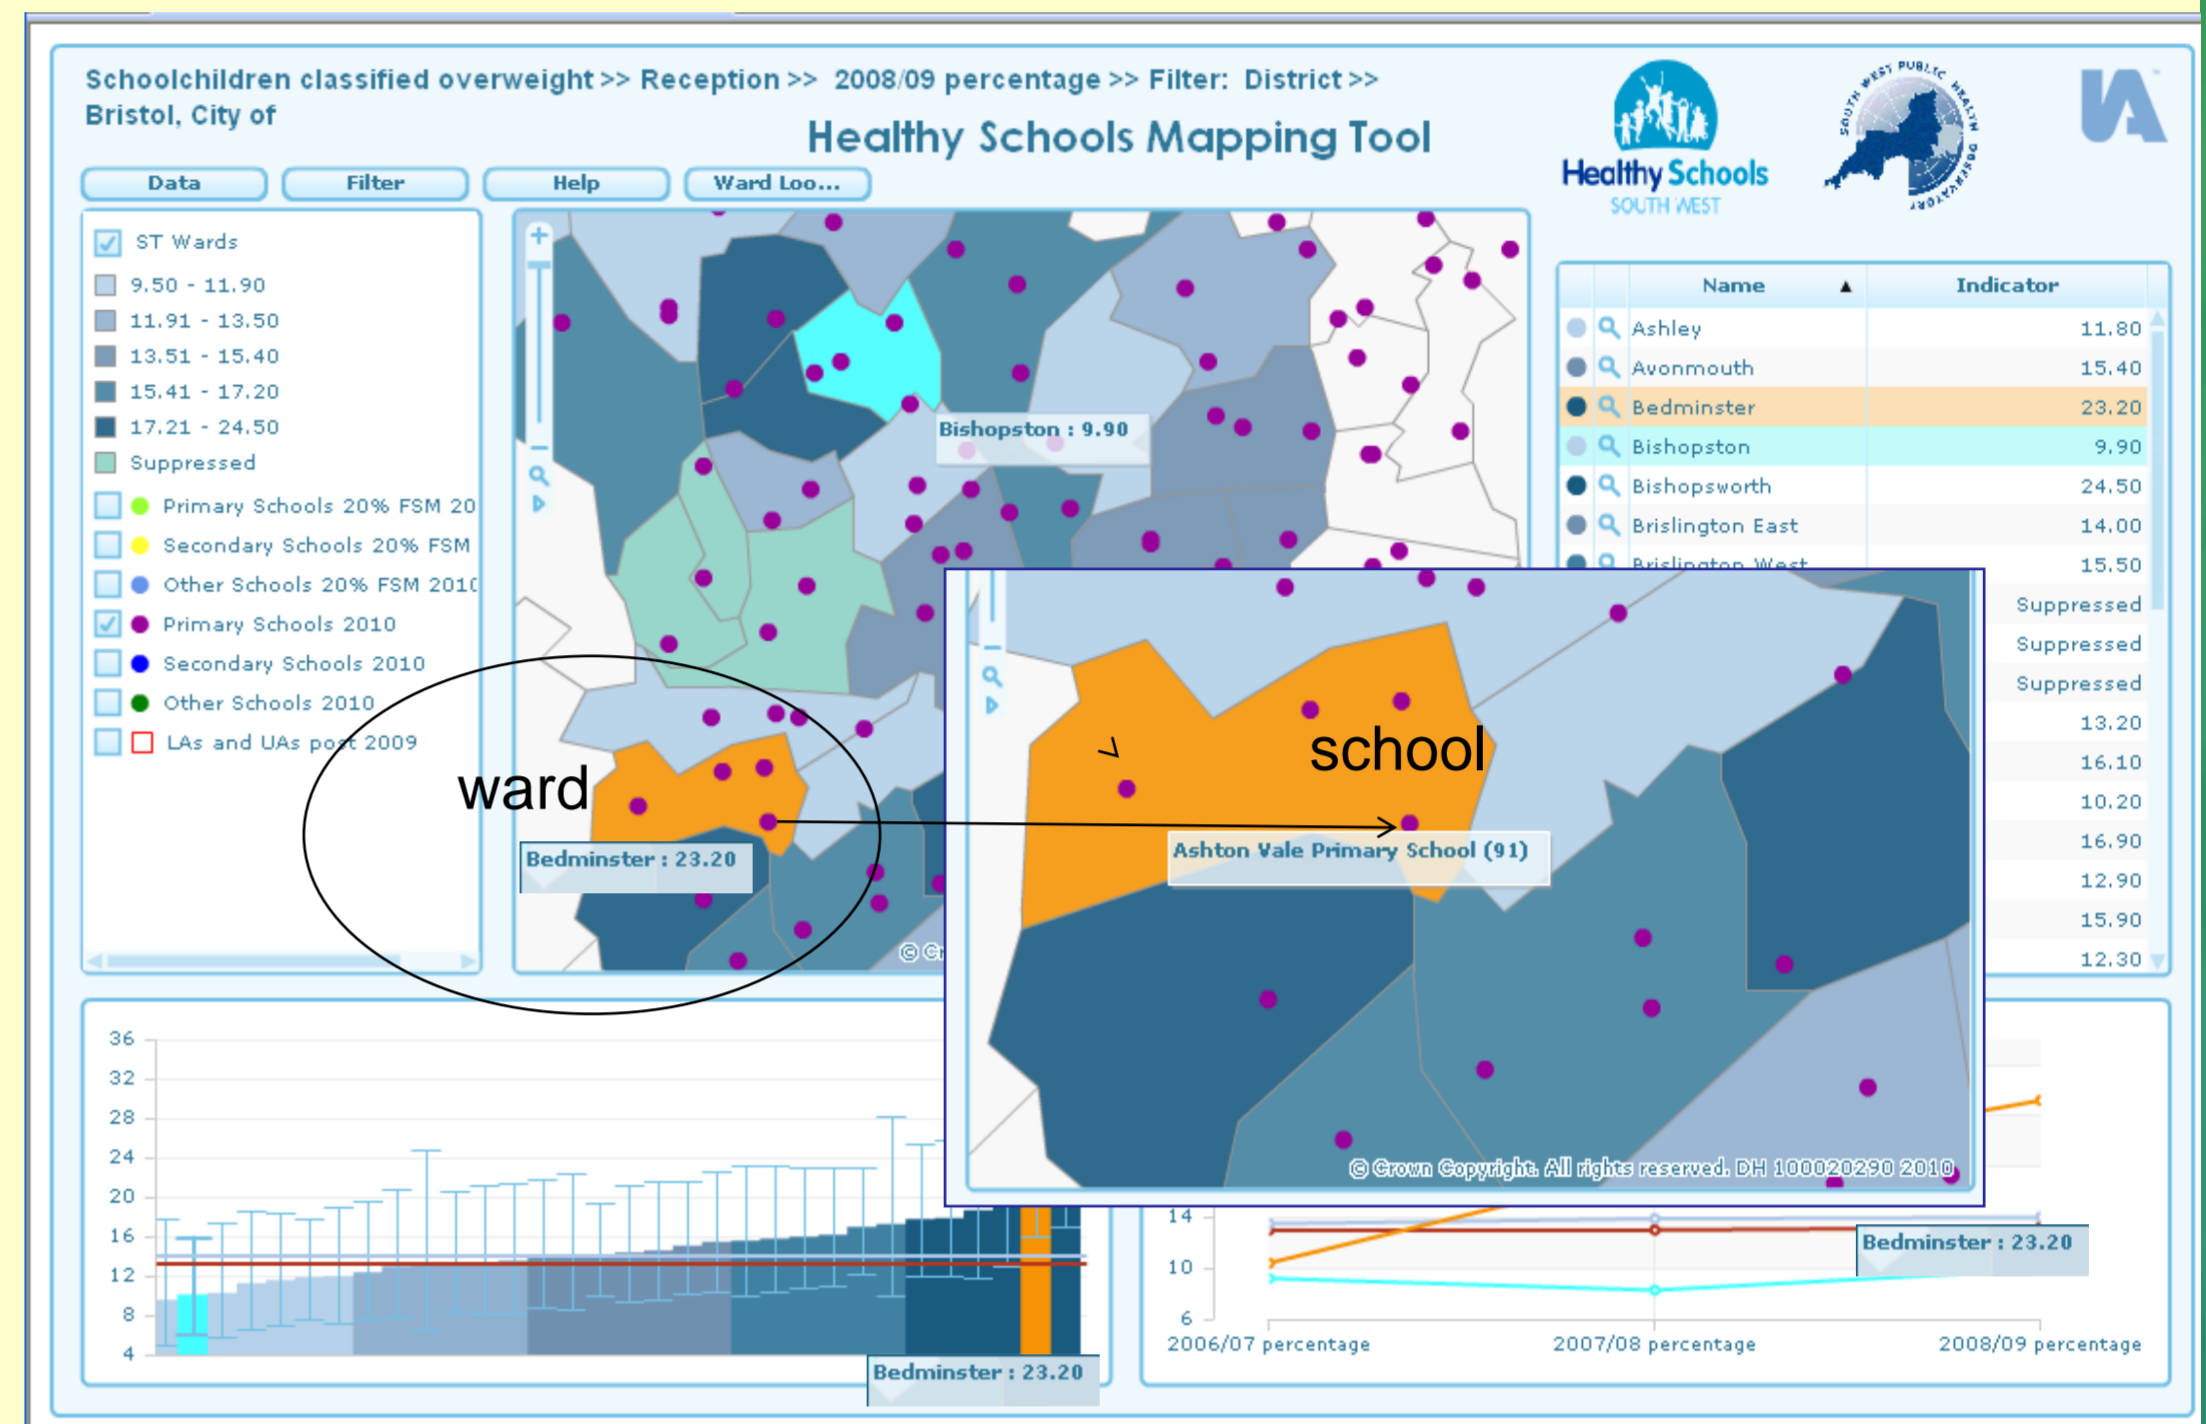 Schoolchildren classified overweight >> Reception >> 2008/09 percentage >> Filter: District >>
Bristol, City of
Healthy Schools Mapping Tool
Healthy Schools
SOUTH WEST
SOUTH WEST PUBLIC HEALTH OBSERVATORY
IA
Data
Filter
Help
Ward Loo...
ST Wards
9.50 - 11.90
11.91 - 13.50
13.51 - 15.40
15.41 - 17.20
17.21 - 24.50
Suppressed
Primary Schools 20% FSM 20
Secondary Schools 20% FSM
Other Schools 20% FSM 2010
Primary Schools 2010
Secondary Schools 2010
Other Schools 2010
LAs and UAs post 2009
Bishopston : 9.90
ward
Bedminster : 23.20
© Cr
Name ▲ Indicator
Ashley 11.80
Avonmouth 15.40
Bedminster 23.20
Bishopston 9.90
Bishopsworth 24.50
Brislington East 14.00
Brislington West 15.50
Suppressed
Suppressed
Suppressed
13.20
16.10
10.20
16.90
12.90
15.90
12.30
school
Ashton Vale Primary School (91)
© Crown Copyright. All rights reserved. DH 100020290 2010
36
32
28
24
20
16
12
8
4
Bedminster : 23.20
14
10
6
Bedminster : 23.20
2006/07 percentage
2007/08 percentage
2008/09 percentage